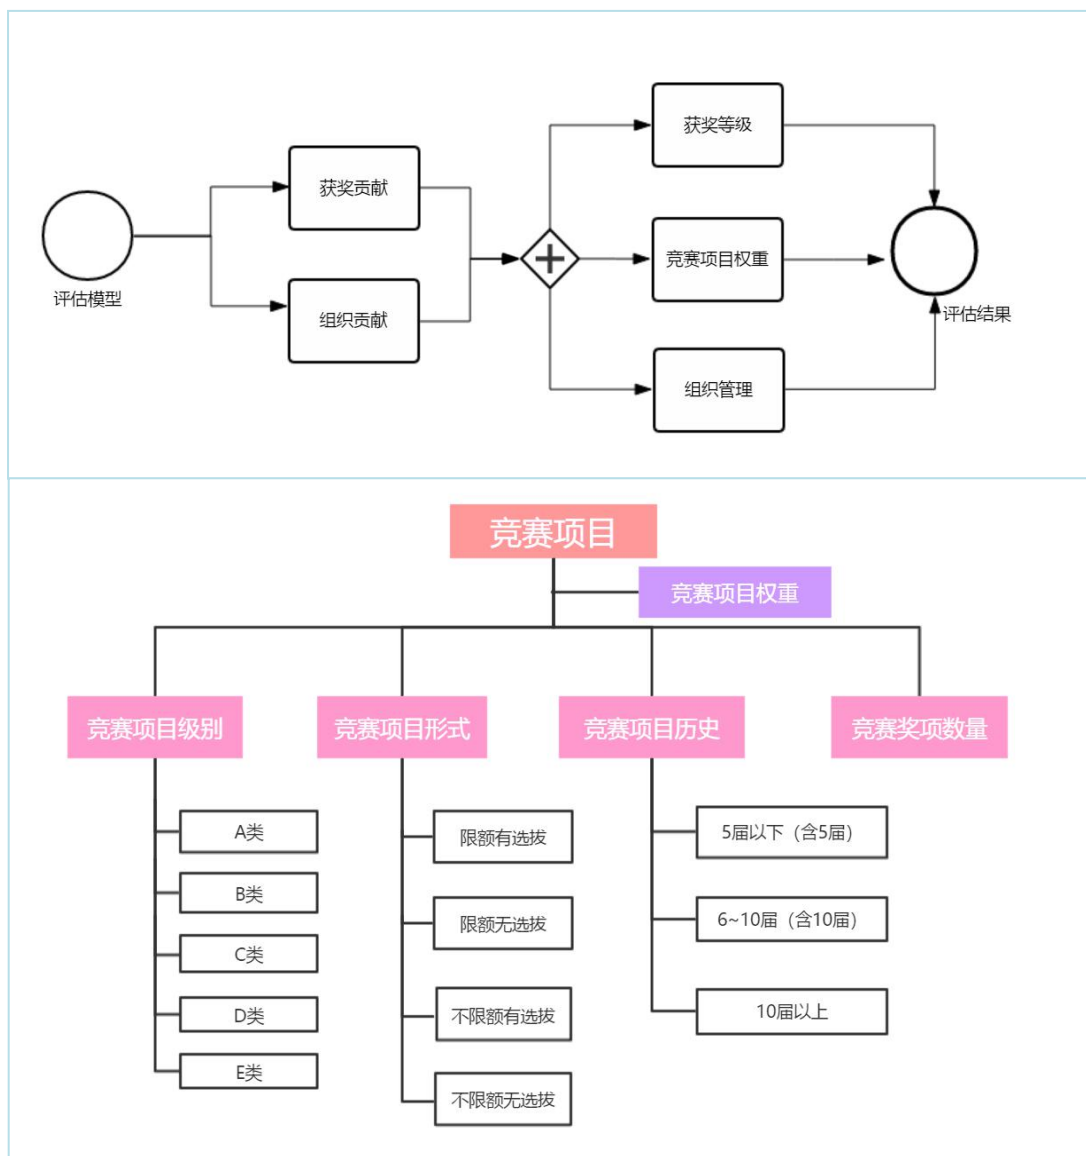 获奖等级
获奖贡献
竞赛项目权重
评估模型
组织贡献
评估结果
组织管理
竞赛项目
竞赛项目权重
竞赛项目级别
竞赛项目形式
竞赛项目历史
竞赛奖项数量
A类
B类
C类
D类
E类
限额有选拔
限额无选拔
不限额有选拔
不限额无选拔
5届以下（含5届）
6~10届（含10届）
10届以上